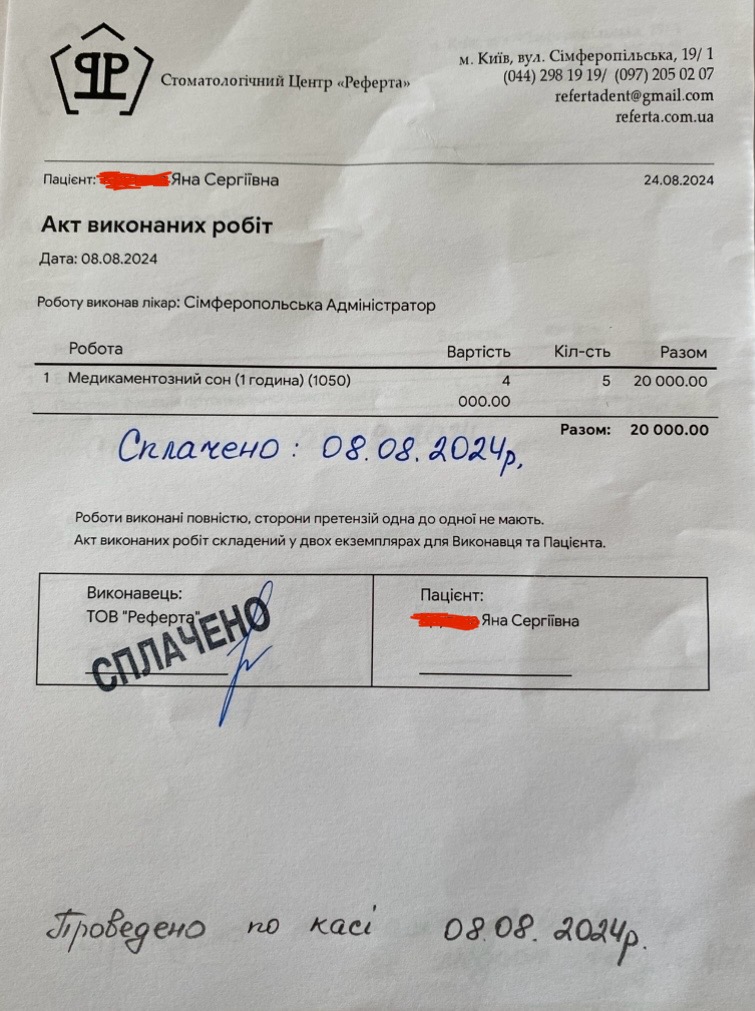 Стоматологічний Центр «Реферта»
м. Київ, вул. Сімферопільська, 19/ 1
(044) 298 19 19/ (097) 205 02 07
refertadent@gmail.com
referta.com.ua
Пацієнт: Яна Сергіївна 24.08.2024
Акт виконаних робіт
Дата: 08.08.2024
Роботу виконав лікар: Сімферопольська Адміністратор
Робота Вартість Кіл-сть Разом
1 Медикаментозний сон (1 година) (1050) 4 5 20 000.00
000.00
Разом: 20 000.00
Сплачено: 08.08.2024р.
Роботи виконані повністю, сторони претензій одна до одної не мають.
Акт виконаних робіт складений у двох екземплярах для Виконавця та Пацієнта.
Виконавець:
ТОВ "Реферта"
СПЛАЧЕНО
Пацієнт:
Яна Сергіївна
Проведено по касі 08.08.2024р.